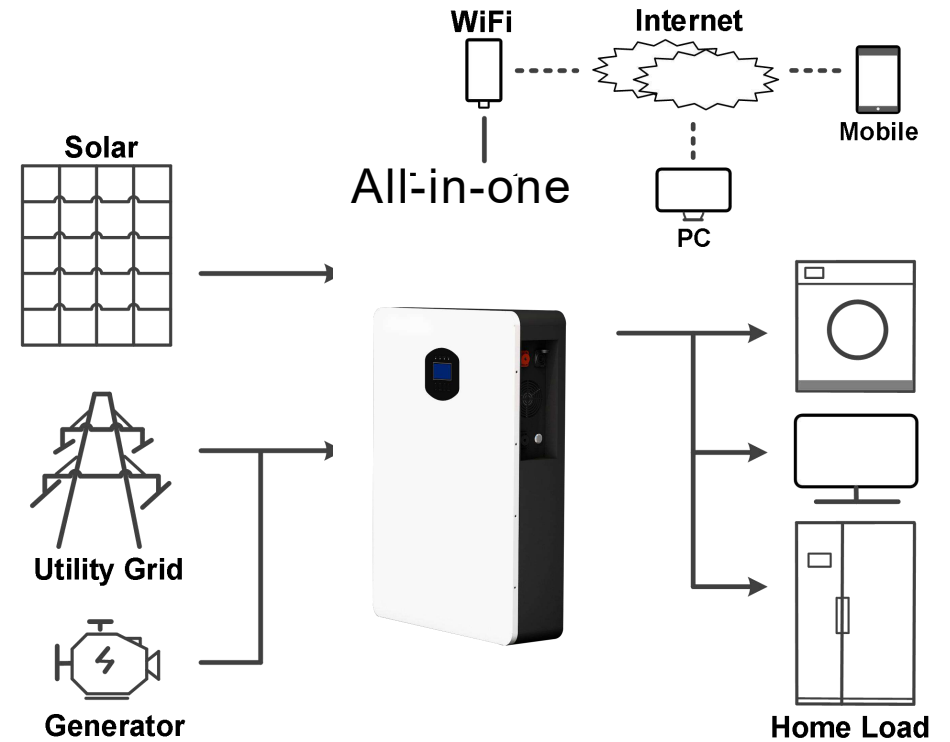 WiFi
Internet
Mobile
Solar
All-in-one
PC
Utility Grid
Generator
Home Load